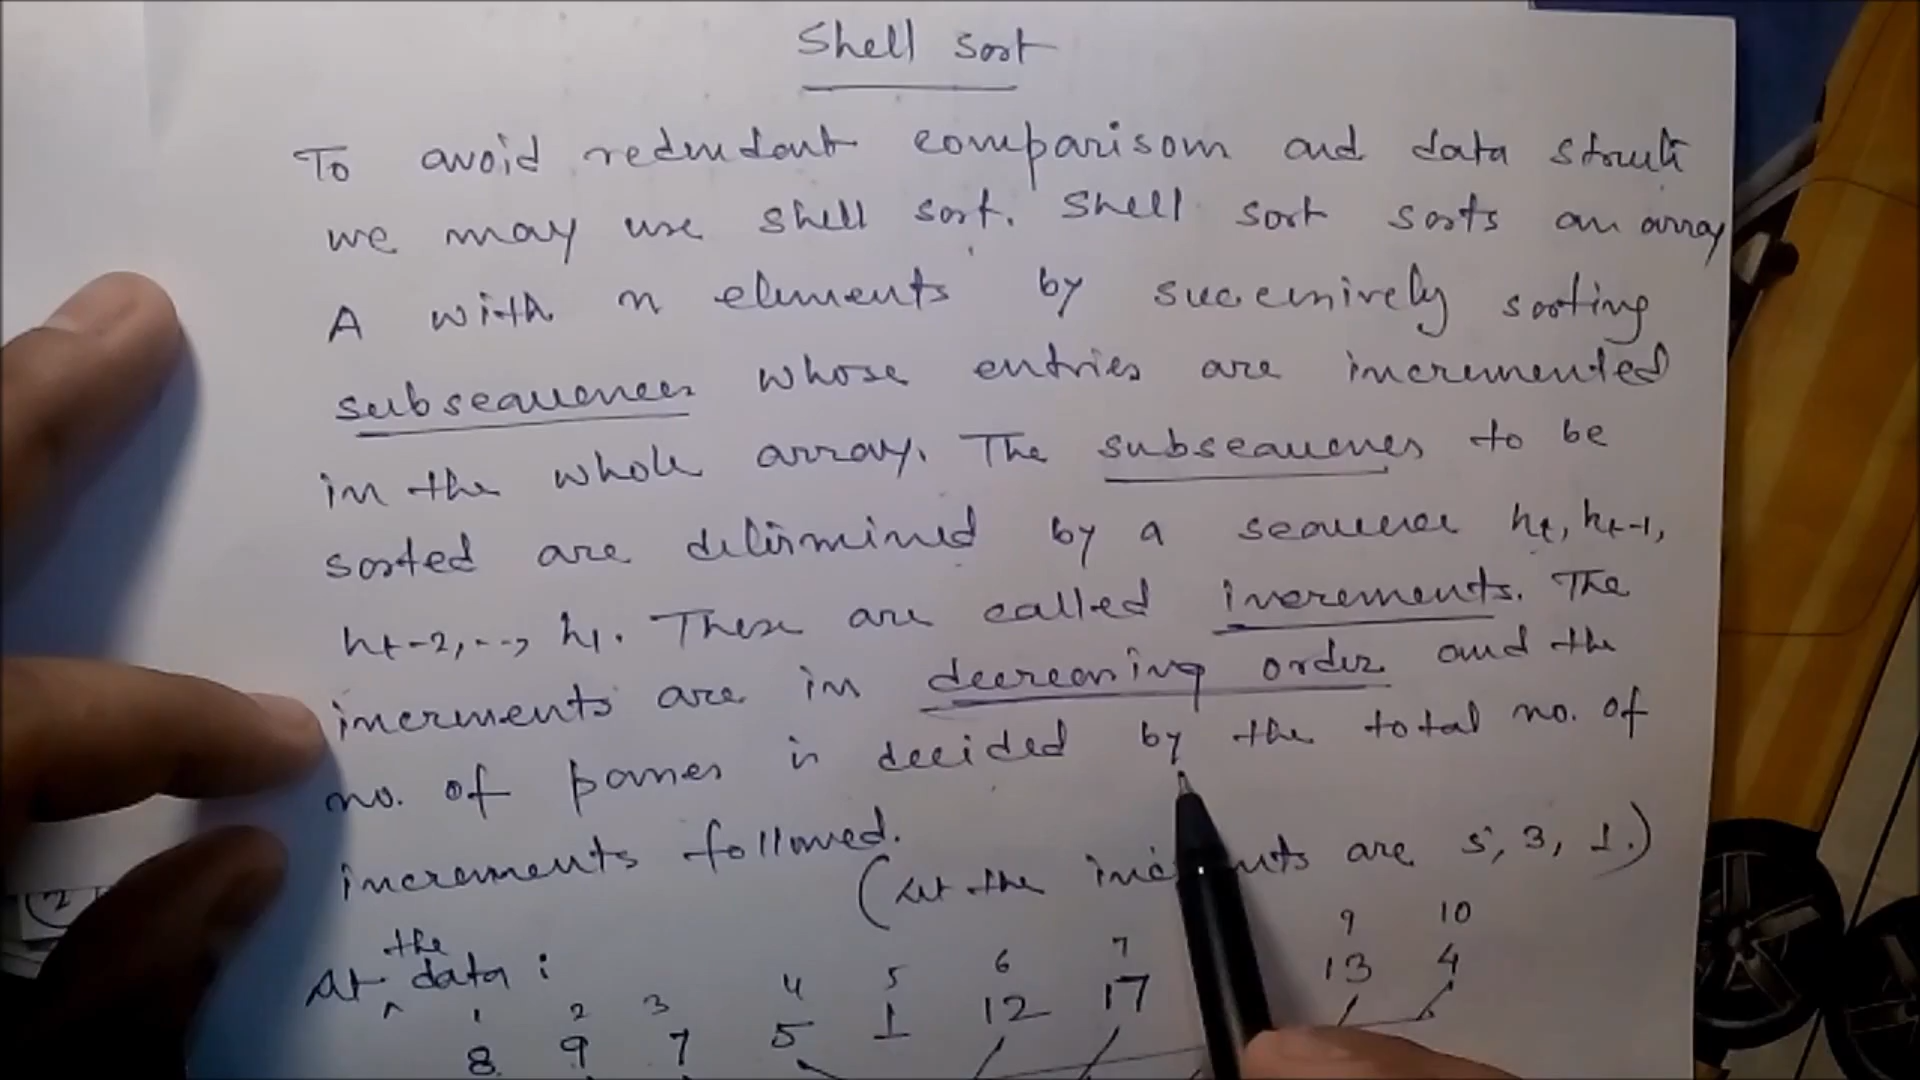 Shell sort
To avoid redundant comparisom and data struct
we may use shell sort. Shell sort sorts an array
A with n elements by successively sorting
subsequences whose entries are incremented
in the whole array. The subsequences to be
sorted are determined by a sequence ht, ht-1,
ht-2,..., h1. These are called increments. The
increments are in decreasing order and the
no. of passes is decided by the total no. of
increments followed.
(Let the are 5, 3, 1.)
the
data :
1 2 3 4 5 6 7 9 10
8 9 7 5 1 12 17 13 4
(2)